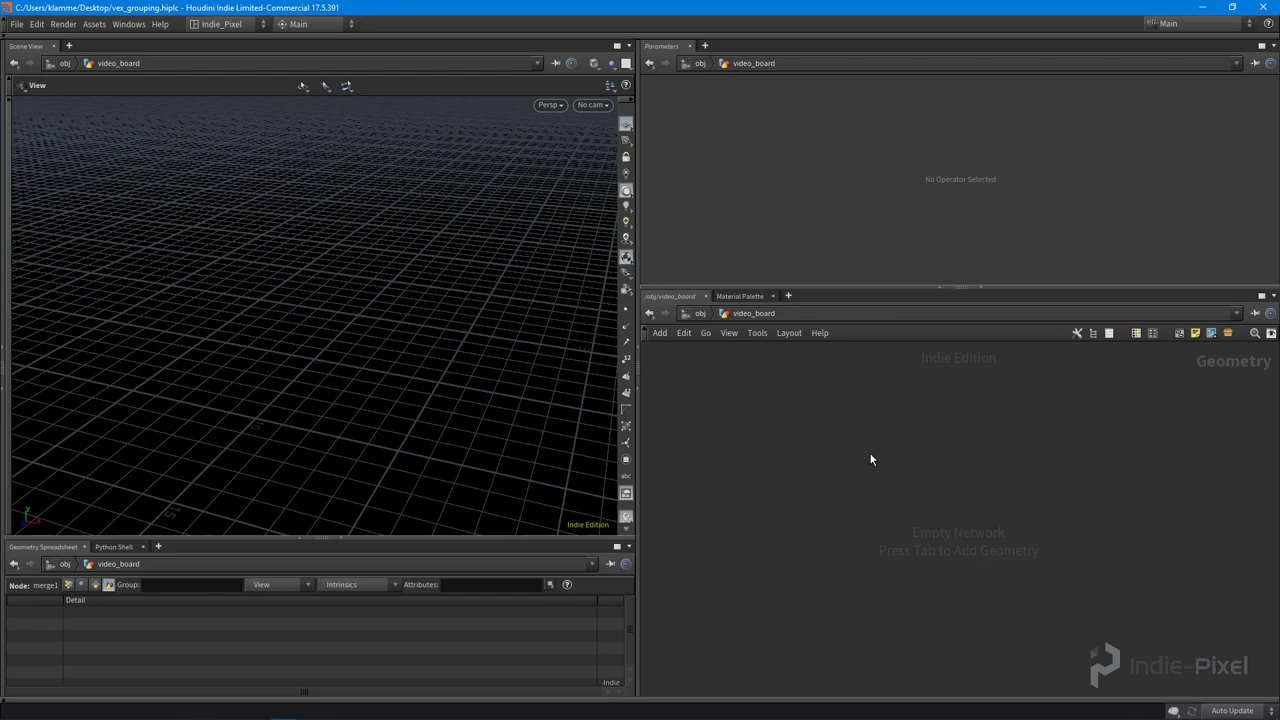 C:/Users/klamme/Desktop/vex_grouping.hiplc - Houdini Indie Limited-Commercial 17.5.391
File Edit Render Assets Windows Help Indie_Pixel Main Main
Scene View
obj video_board
View
Persp No cam
abc
Indie Edition
Geometry Spreadsheet Python Shell
obj video_board
Node: merge1 Group: View Intrinsics Attributes:
Detail
Indie
Parameters
obj video_board
No Operator Selected
/obj/video_board Material Palette
obj video_board
Add Edit Go View Tools Layout Help
Indie Edition
Geometry
Empty Network
Press Tab to Add Geometry
Indie-Pixel
Auto Update